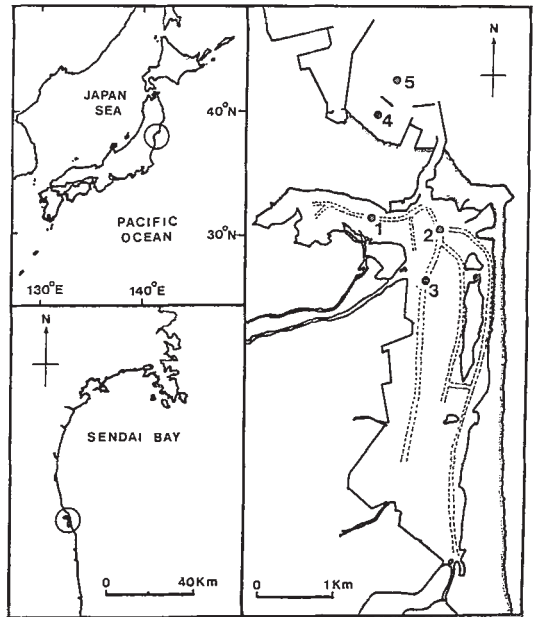 JAPAN
SEA
40°N
PACIFIC
OCEAN
30°N
130°E 140°E
N
SENDAI BAY
0 40Km
N
5
4
1
2
3
0 1Km